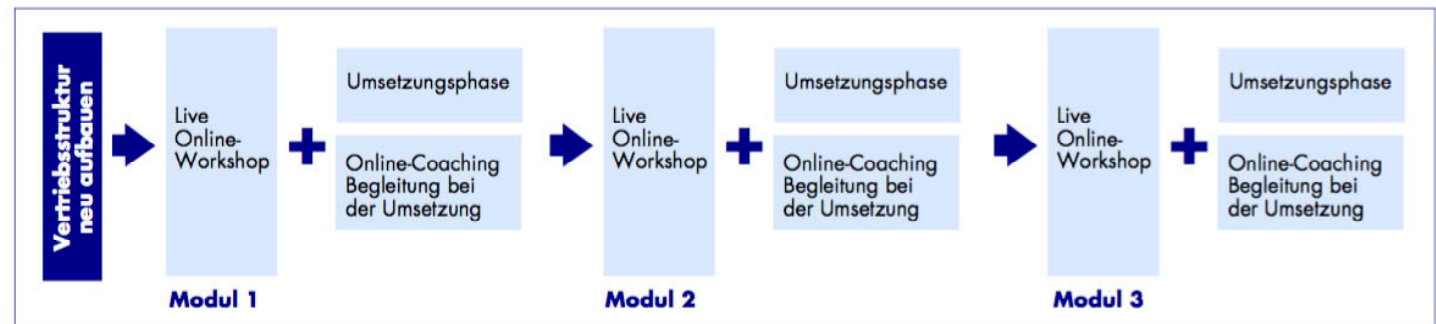 Vertriebsstruktur
neu aufbauen
Live
Online-
Workshop
Umsetzungsphase
Online-Coaching
Begleitung bei
der Umsetzung
Modul 1
Live
Online-
Workshop
Umsetzungsphase
Online-Coaching
Begleitung bei
der Umsetzung
Modul 2
Live
Online-
Workshop
Umsetzungsphase
Online-Coaching
Begleitung bei
der Umsetzung
Modul 3